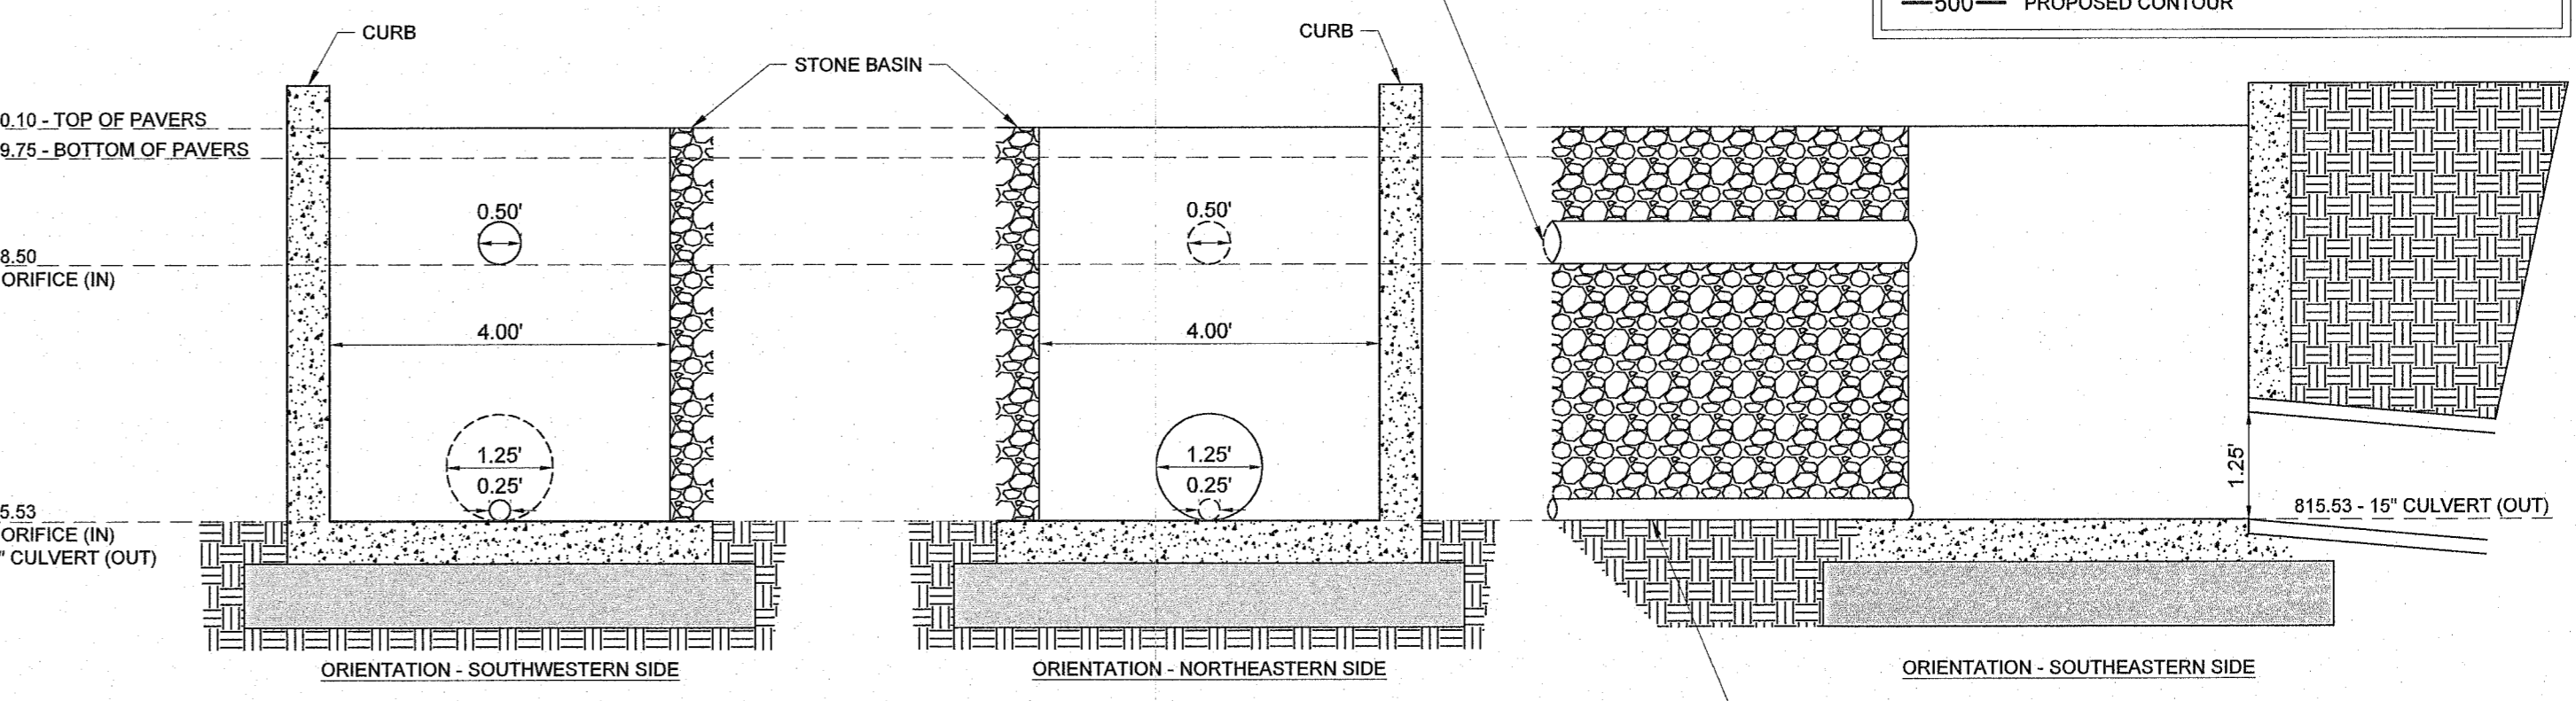 500 PROPOSED CONTOUR
CURB
STONE BASIN
CURB
0.10 - TOP OF PAVERS
9.75 - BOTTOM OF PAVERS
0.50'
0.50'
8.50
ORIFICE (IN)
4.00'
4.00'
1.25'
0.25'
1.25'
0.25'
1.25'
5.53
ORIFICE (IN)
" CULVERT (OUT)
815.53 - 15" CULVERT (OUT)
ORIENTATION - SOUTHWESTERN SIDE
ORIENTATION - NORTHEASTERN SIDE
ORIENTATION - SOUTHEASTERN SIDE